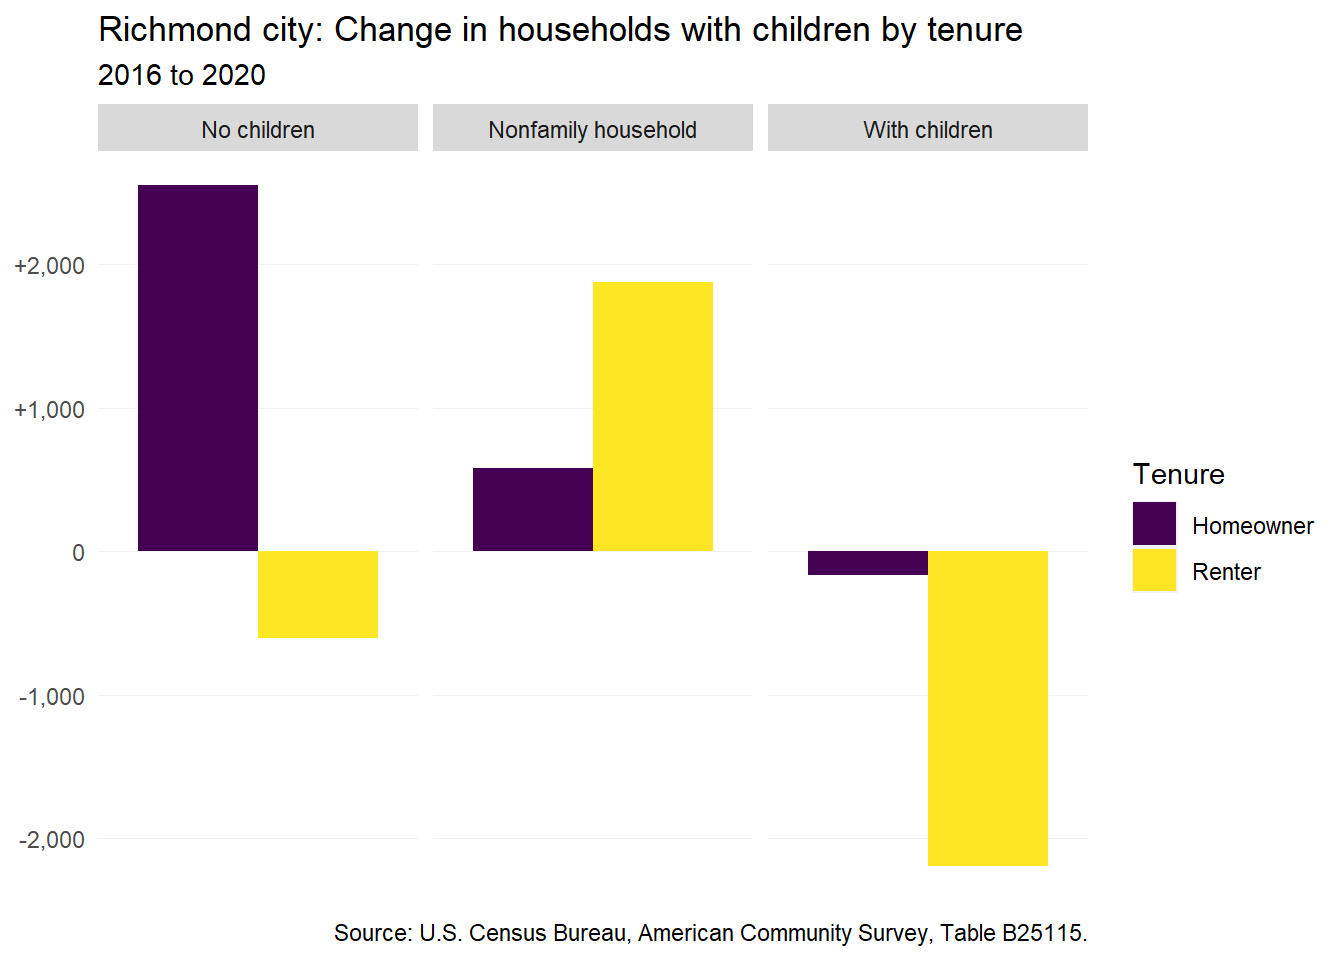 Richmond city: Change in households with children by tenure
2016 to 2020
No children
Nonfamily household
With children
+2,000
+1,000
0
-1,000
-2,000
Tenure
Homeowner
Renter
Source: U.S. Census Bureau, American Community Survey, Table B25115.